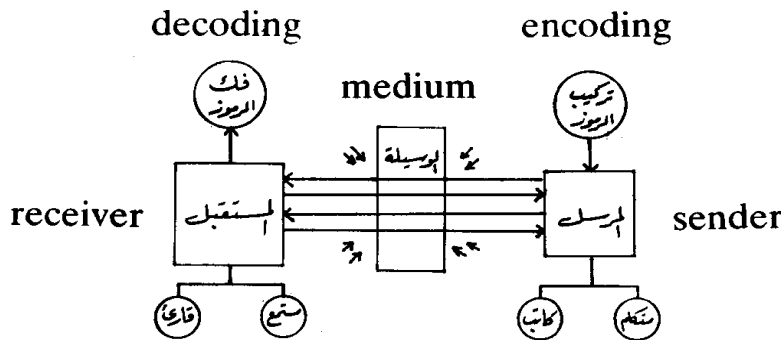 decoding
encoding
فك
الرموز
medium
تركيب
الرموز
الوسيلة
receiver
المستقبل
المرسل
sender
قارئ
مستمع
كاتب
متكلم